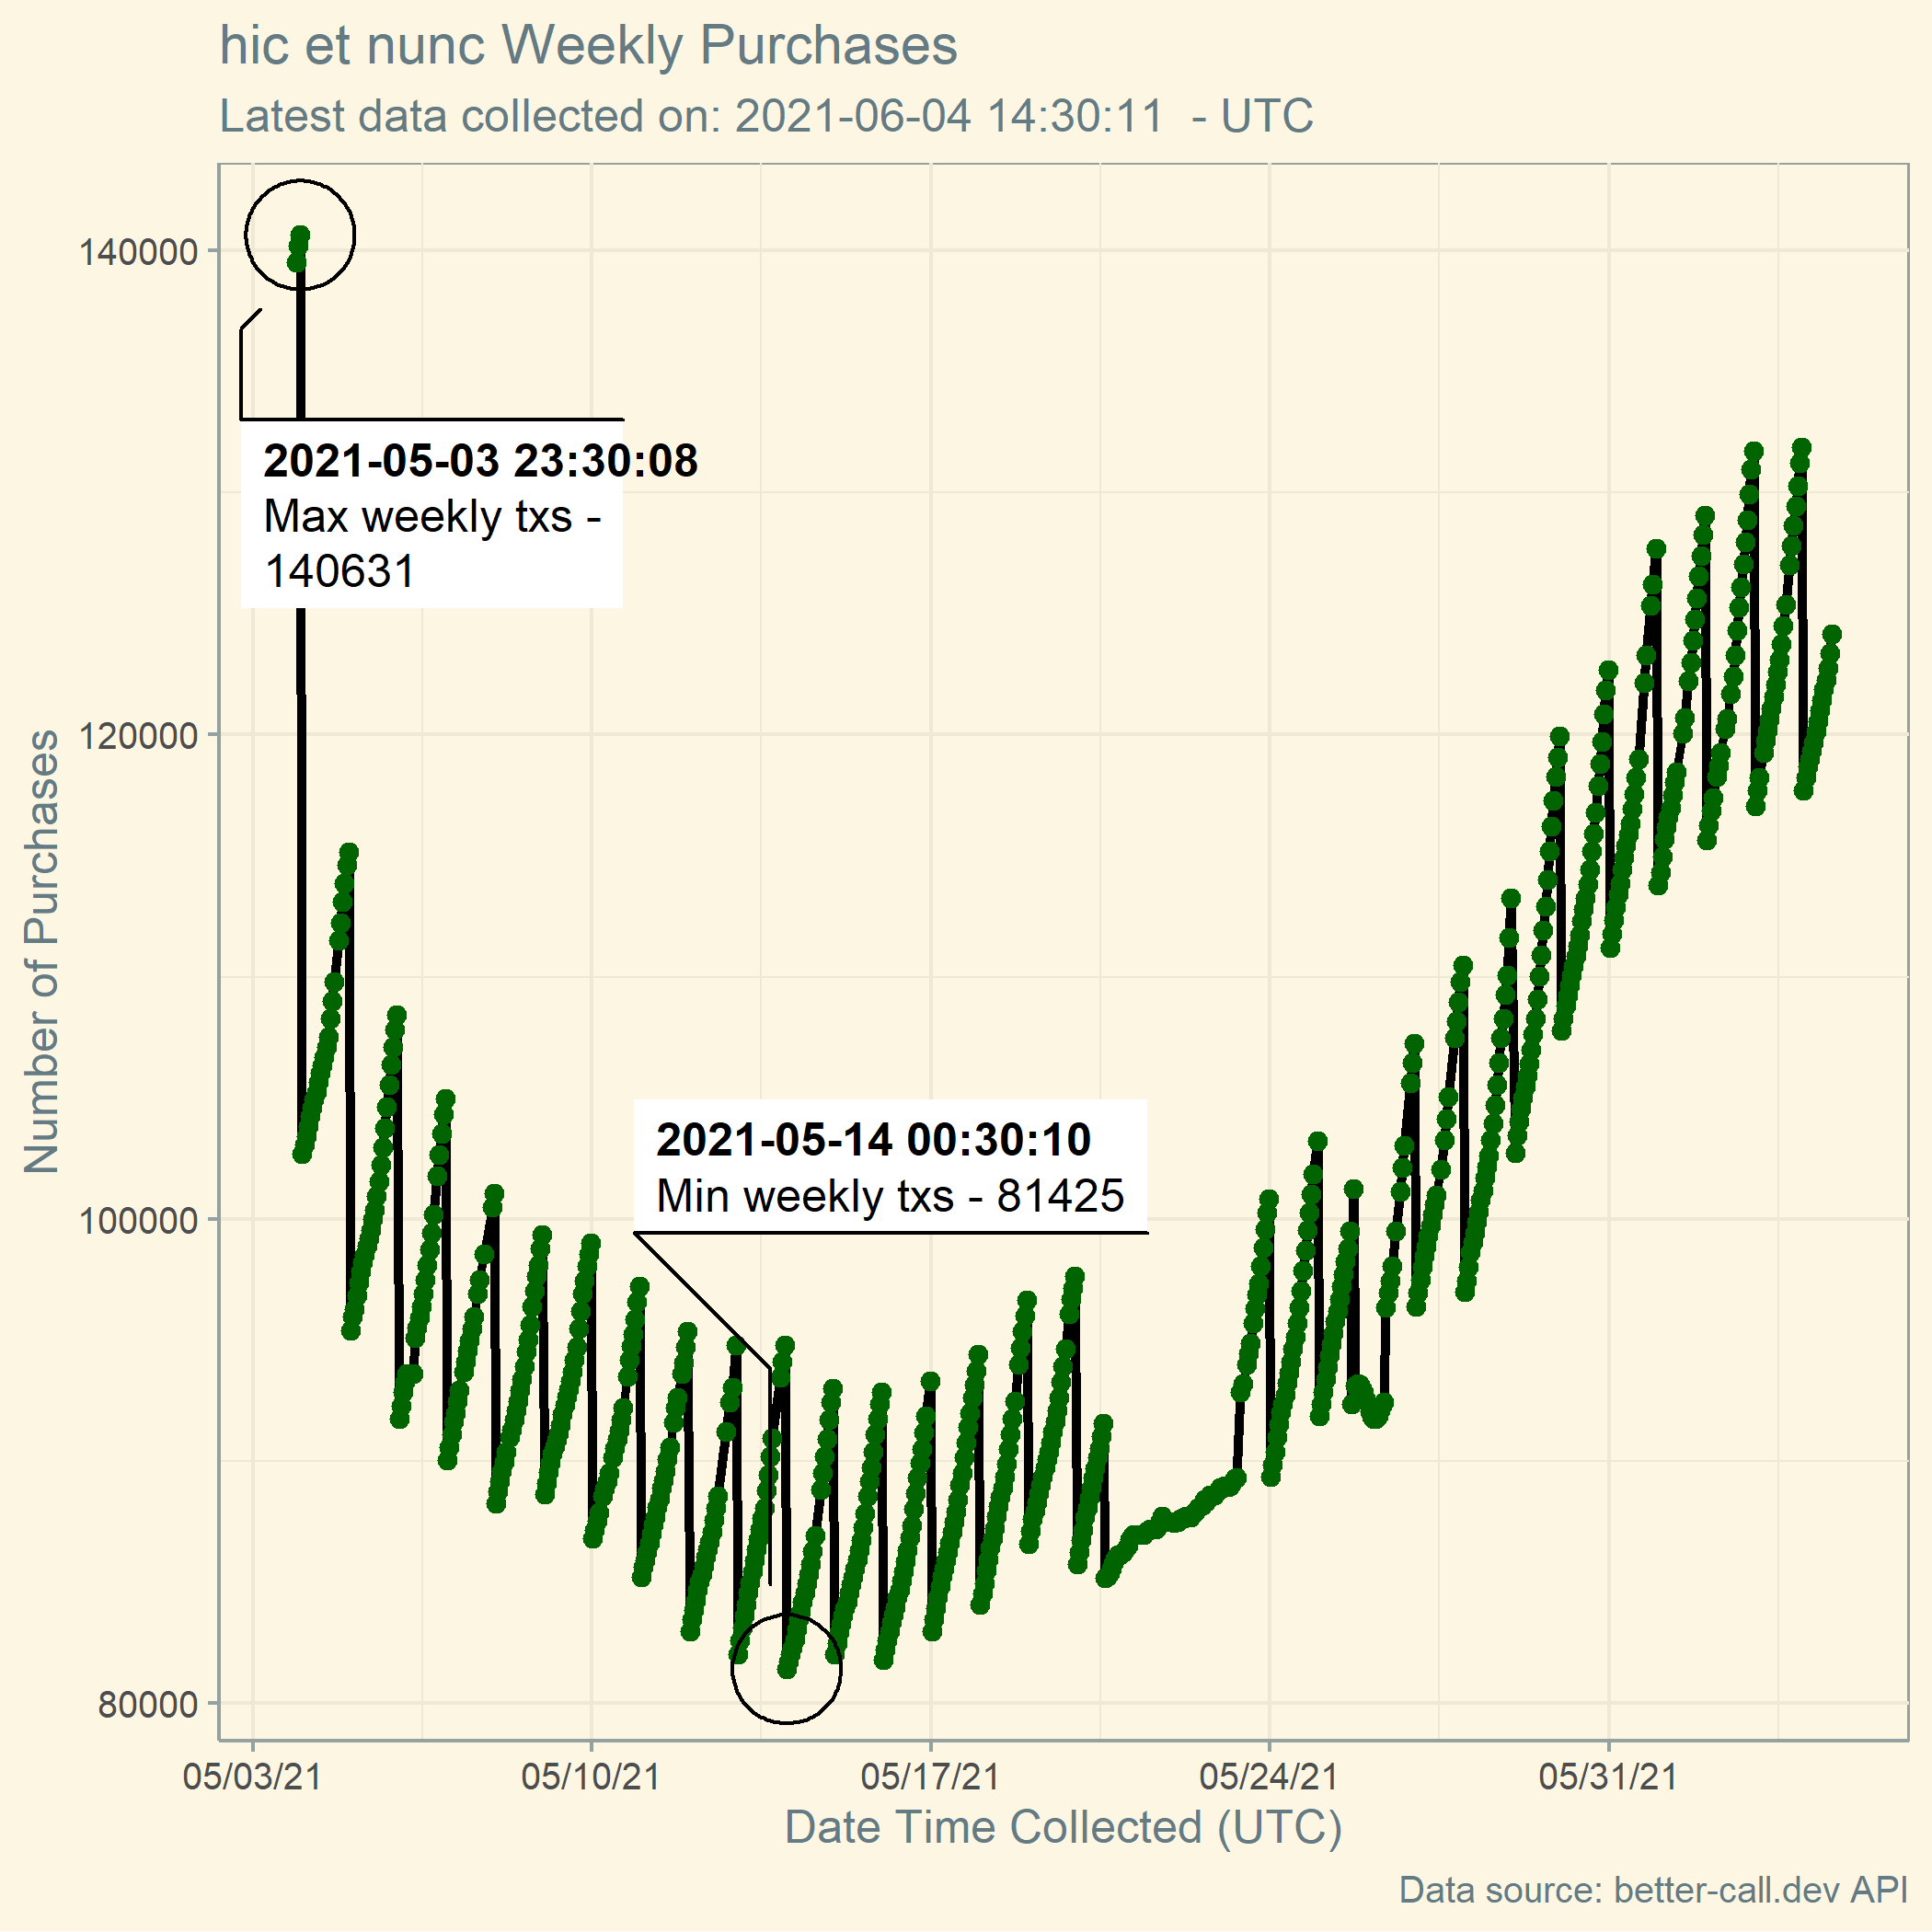 hic et nunc Weekly Purchases
Latest data collected on: 2021-06-04 14:30:11  - UTC
140000
2021-05-03 23:30:08
Max weekly txs -
140631
120000
Number of Purchases
2021-05-14 00:30:10
Min weekly txs - 81425
100000
80000
05/03/21 05/10/21 05/17/21 05/24/21 05/31/21
Date Time Collected (UTC)
Data source: better-call.dev API